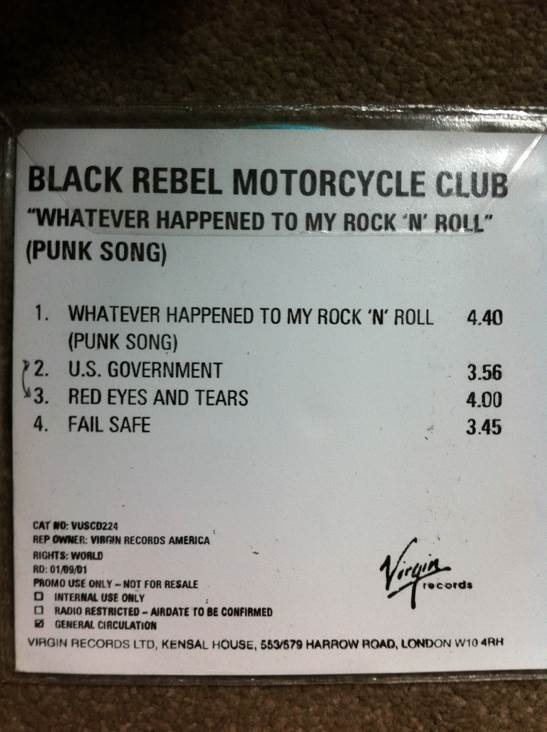 BLACK REBEL MOTORCYCLE CLUB
"WHATEVER HAPPENED TO MY ROCK 'N' ROLL"
(PUNK SONG)
1. WHATEVER HAPPENED TO MY ROCK 'N' ROLL 4.40
(PUNK SONG)
2. U.S. GOVERNMENT 3.56
3. RED EYES AND TEARS 4.00
4. FAIL SAFE 3.45
CAT NO: VUSCD224
REP OWNER: VIRGIN RECORDS AMERICA
RIGHTS: WORLD
RD: 01/09/01
PROMO USE ONLY – NOT FOR RESALE
☐ INTERNAL USE ONLY
☐ RADIO RESTRICTED – AIRDATE TO BE CONFIRMED
☑ GENERAL CIRCULATION
Virgin
records
VIRGIN RECORDS LTD, KENSAL HOUSE, 553/579 HARROW ROAD, LONDON W10 4RH